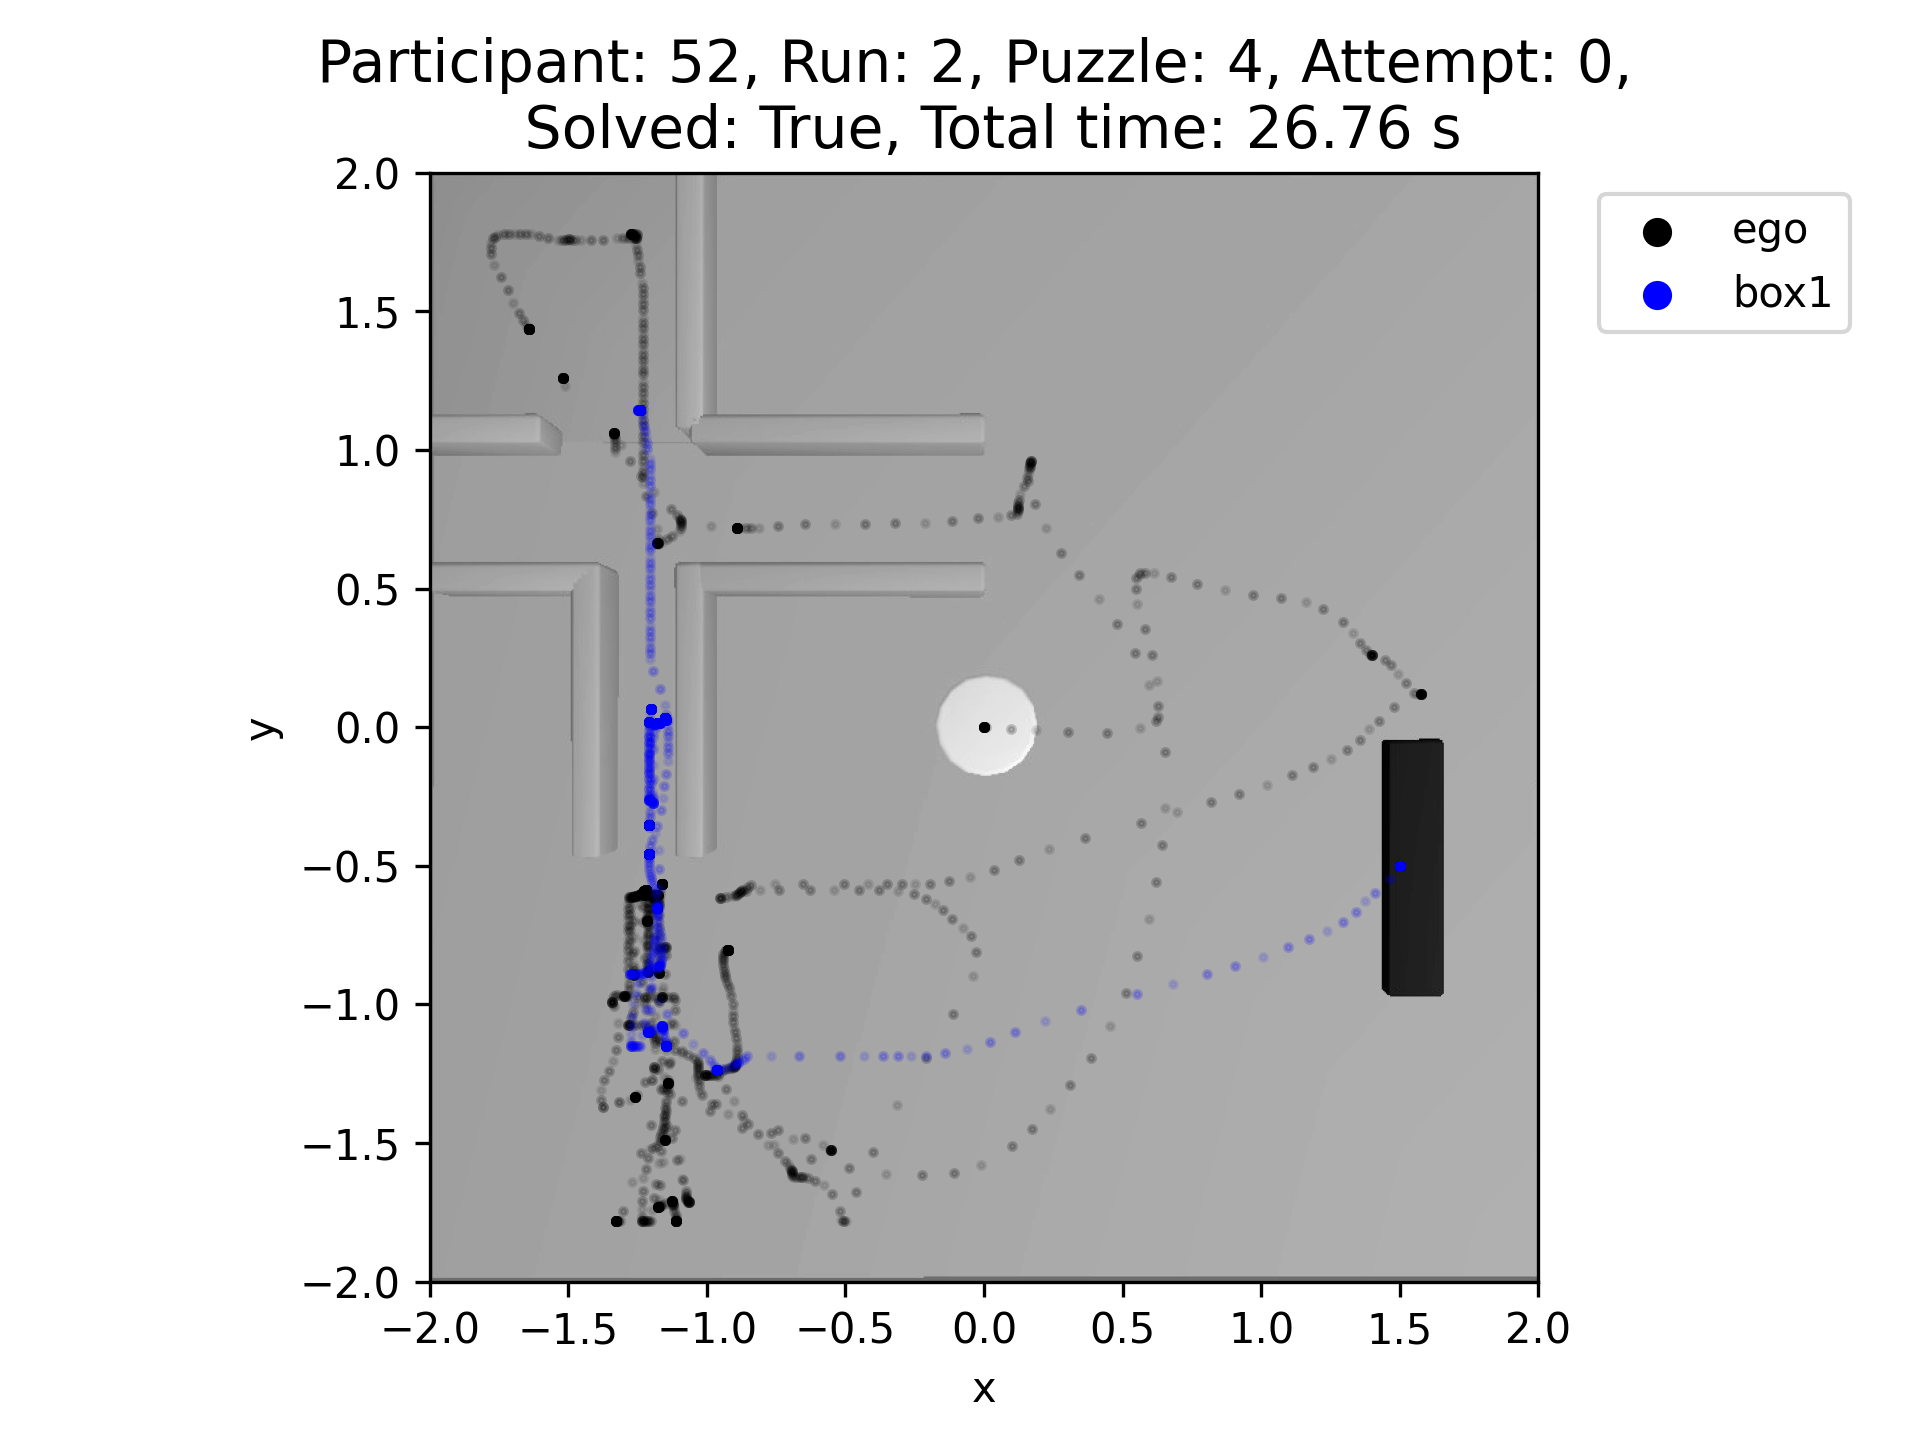 Participant: 52, Run: 2, Puzzle: 4, Attempt: 0,
Solved: True, Total time: 26.76 s
ego
box1
2.0
1.5
1.0
0.5
0.0
−0.5
−1.0
−1.5
−2.0
y
−2.0 −1.5 −1.0 −0.5 0.0 0.5 1.0 1.5 2.0
x